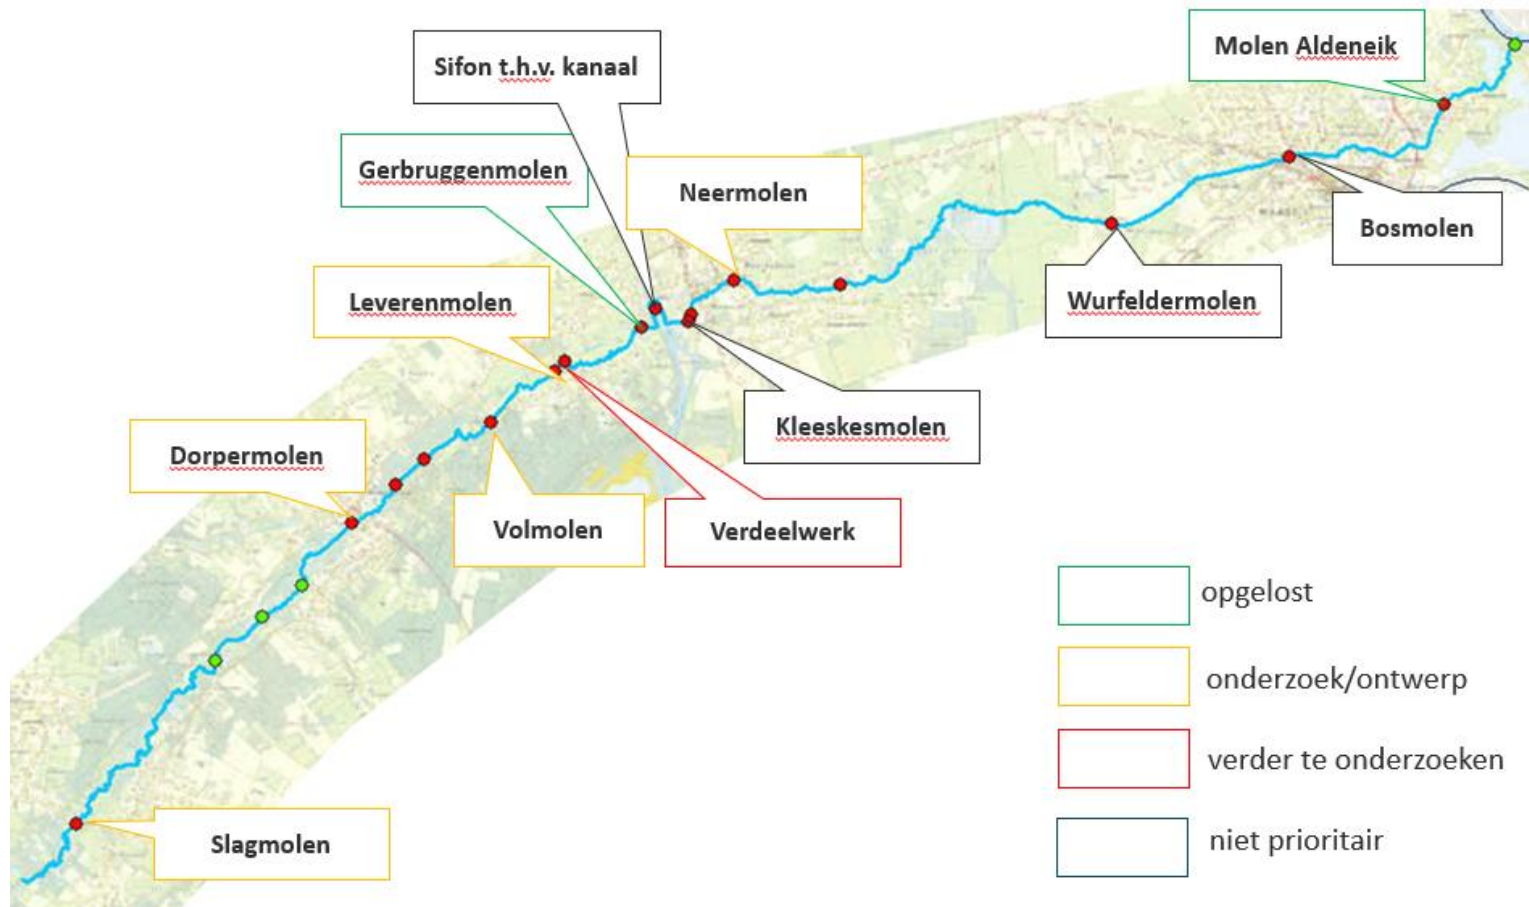 Molen Aldeneik
Sifon t.h.v. kanaal
Gerbruggenmolen
Neermolen
Bosmolen
Leverenmolen
Wurfeldermolen
Kleeskesmolen
Dorpermolen
Volmolen
Verdeelwerk
opgelost
onderzoek/ontwerp
verder te onderzoeken
niet prioritair
Slagmolen